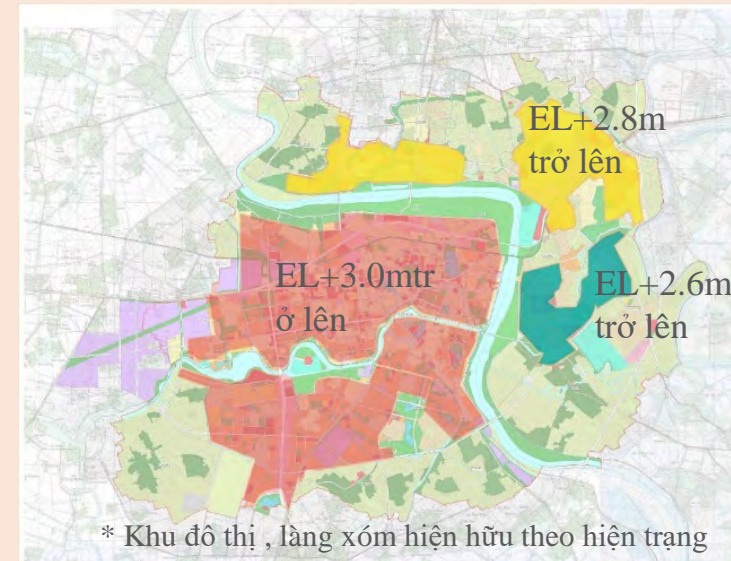 EL+2.8m
trở lên
EL+3.0mtr
ở lên
EL+2.6m
trở lên
* Khu đô thị , làng xóm hiện hữu theo hiện trạng